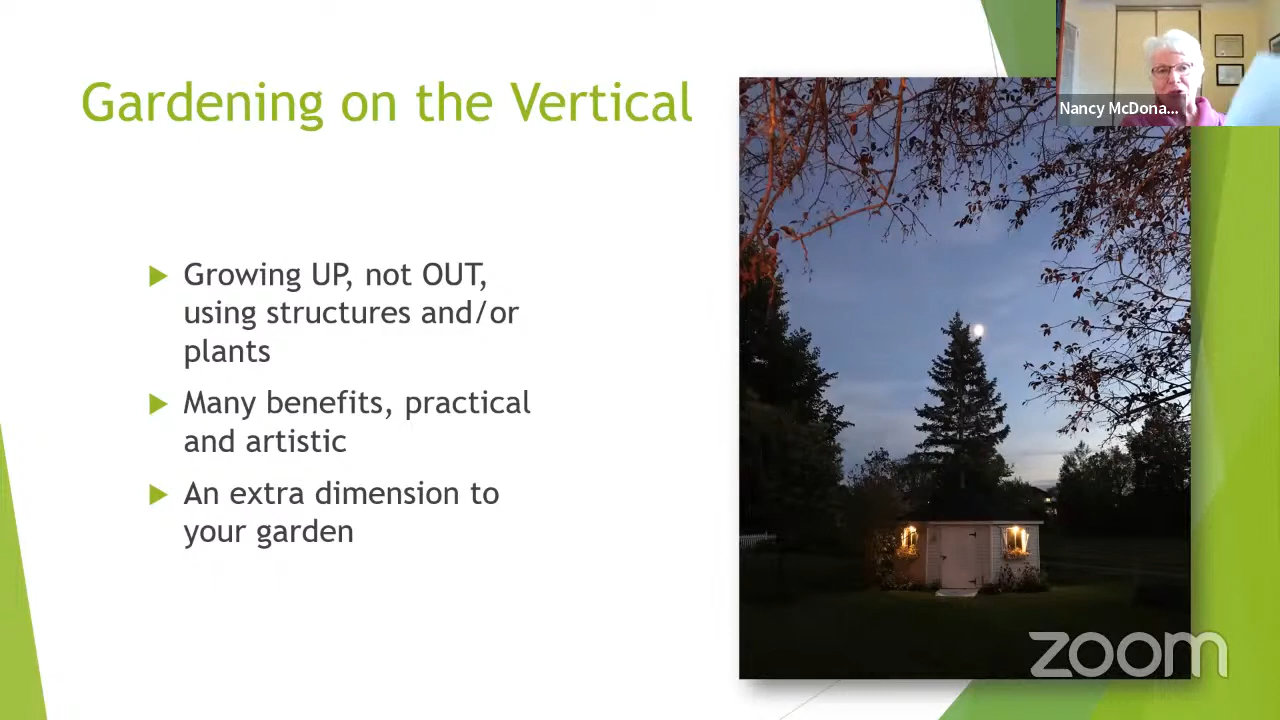 Gardening on the Vertical
Nancy McDona...
Growing UP, not OUT,
using structures and/or
plants
Many benefits, practical
and artistic
An extra dimension to
your garden
zoom